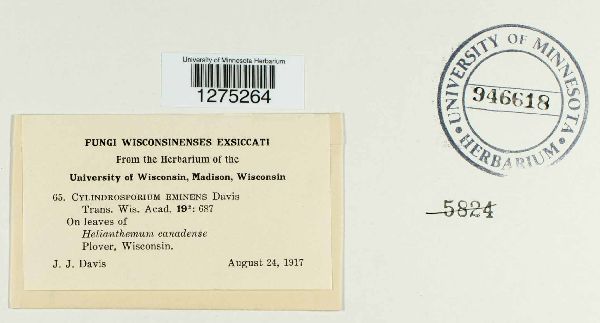 University of Minnesota Herbarium
1275264
UNIVERSITY OF MINNESOTA
946618
HERBARIUM
5824
FUNGI WISCONSINENSES EXSICCATI
From the Herbarium of the
University of Wisconsin, Madison, Wisconsin
65. CYLINDROSPORIUM EMINENS Davis
Trans. Wis. Acad. 19²: 687
On leaves of
Helianthemum canadense
Plover, Wisconsin.
J. J. Davis August 24, 1917